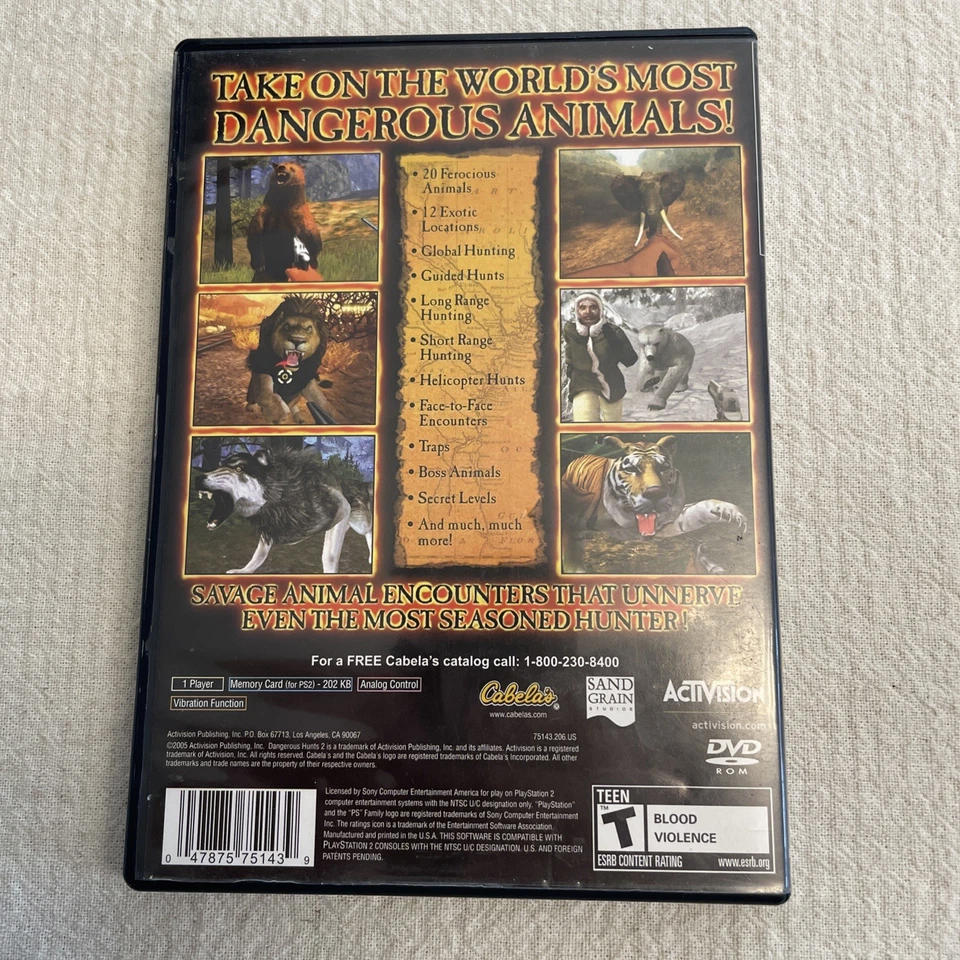 TAKE ON THE WORLD'S MOST
DANGEROUS ANIMALS!
• 20 Ferocious
Animals
• 12 Exotic
Locations
• Global Hunting
• Guided Hunts
• Long Range
Hunting
• Short Range
Hunting
• Helicopter Hunts
• Face-to-Face
Encounters
• Traps
• Boss Animals
• Secret Levels
• And much, much
more!
SAVAGE ANIMAL ENCOUNTERS THAT UNNERVE
EVEN THE MOST SEASONED HUNTER!
For a FREE Cabela's catalog call: 1-800-230-8400
1 Player
Memory Card (for PS2) - 202 KB
Analog Control
Vibration Function
Cabela's®
www.cabelas.com
SAND
GRAIN
STUDIOS
ACTIVISION
activision.com
Activision Publishing, Inc. P.O. Box 67713, Los Angeles, CA 90067
75143.206.US
©2005 Activision Publishing, Inc. Dangerous Hunts 2 is a trademark of Activision Publishing, Inc. and its affiliates. Activision is a registered
trademark of Activision, Inc. All rights reserved. Cabela's and the Cabela's logo are registered trademarks of Cabela's Incorporated. All other
trademarks and trade names are the property of their respective owners.
DVD
ROM
Licensed by Sony Computer Entertainment America for play on PlayStation 2
computer entertainment systems with the NTSC U/C designation only. "PlayStation"
and the "PS" Family logo are registered trademarks of Sony Computer Entertainment
Inc. The ratings icon is a trademark of the Entertainment Software Association.
Manufactured and printed in the U.S.A. THIS SOFTWARE IS COMPATIBLE WITH
PLAYSTATION 2 CONSOLES WITH THE NTSC U/C DESIGNATION. U.S. AND FOREIGN
PATENTS PENDING.
0 47875 75143 9
TEEN
T
™
BLOOD
VIOLENCE
ESRB CONTENT RATING
www.esrb.org